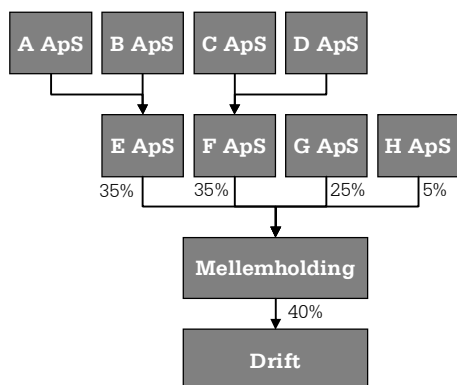 A ApS
B ApS
C ApS
D ApS
E ApS
F ApS
G ApS
H ApS
35%
35%
25%
5%
Mellemholding
40%
Drift